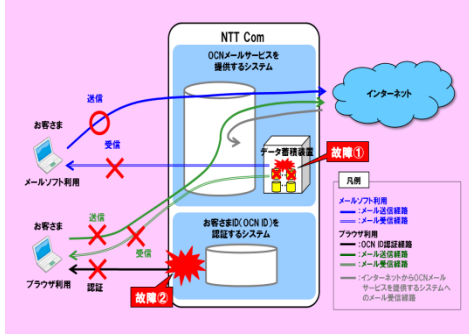 NTT Com
OCNメールサービスを
提供するシステム
送信
お客さま
受信
メールソフト利用
インターネット
データ蓄積装置
故障①
お客さま
送信
受信
ブラウザ利用
認証
お客さまID(OCN ID)を
認証するシステム
故障②
凡例
メールソフト利用
:メール送信経路
:メール受信経路
ブラウザ利用
:OCN ID認証経路
:メール送信経路
:メール受信経路
:インターネットからOCNメール
サービスを提供するシステムへ
のメール受信経路